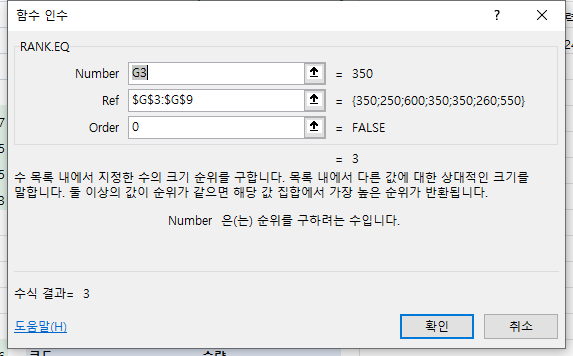 함수 인수
RANK.EQ
Number G3 = 350
Ref $G$3:$G$9 = {350;250;600;350;350;260;550}
Order 0 = FALSE
= 3
수 목록 내에서 지정한 수의 크기 순위를 구합니다. 목록 내에서 다른 값에 대한 상대적인 크기를
말합니다. 둘 이상의 값이 순위가 같으면 해당 값 집합에서 가장 높은 순위가 반환됩니다.
Number 은(는) 순위를 구하려는 수입니다.
수식 결과= 3
도움말(H)
확인
취소